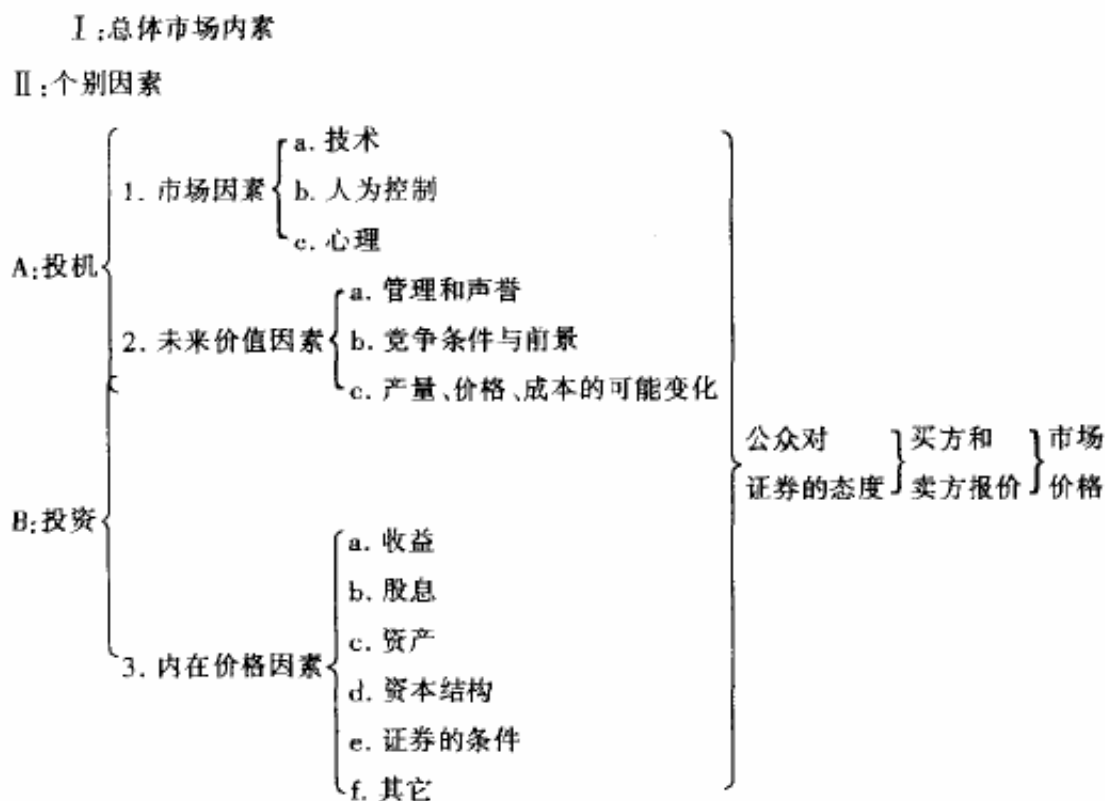 Ⅰ:总体市场内素
Ⅱ:个别因素
A:投机
1. 市场因素
a. 技术
b. 人为控制
c. 心理
2. 未来价值因素
a. 管理和声誉
b. 竞争条件与前景
c. 产量、价格、成本的可能变化
B:投资
3. 内在价格因素
a. 收益
b. 股息
c. 资产
d. 资本结构
e. 证券的条件
f. 其它
公众对
证券的态度
买方和
卖方报价
市场
价格